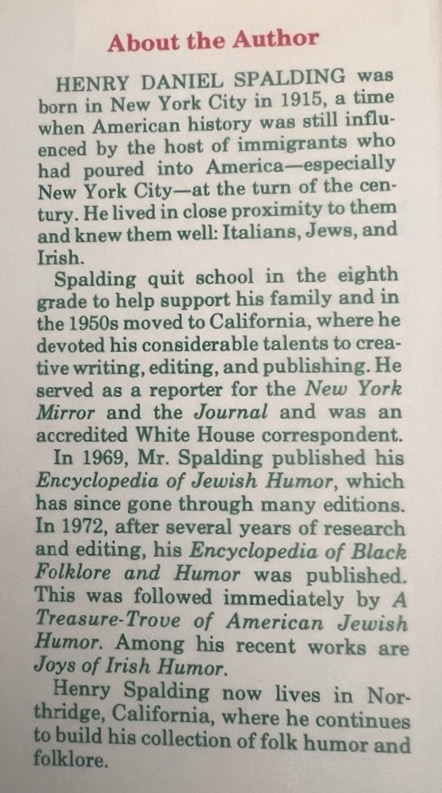 About the Author
HENRY DANIEL SPALDING was
born in New York City in 1915, a time
when American history was still influ-
enced by the host of immigrants who
had poured into America—especially
New York City—at the turn of the cen-
tury. He lived in close proximity to them
and knew them well: Italians, Jews, and
Irish.
Spalding quit school in the eighth
grade to help support his family and in
the 1950s moved to California, where he
devoted his considerable talents to crea-
tive writing, editing, and publishing. He
served as a reporter for the New York
Mirror and the Journal and was an
accredited White House correspondent.
In 1969, Mr. Spalding published his
Encyclopedia of Jewish Humor, which
has since gone through many editions.
In 1972, after several years of research
and editing, his Encyclopedia of Black
Folklore and Humor was published.
This was followed immediately by A
Treasure-Trove of American Jewish
Humor. Among his recent works are
Joys of Irish Humor.
Henry Spalding now lives in Nor-
thridge, California, where he continues
to build his collection of folk humor and
folklore.